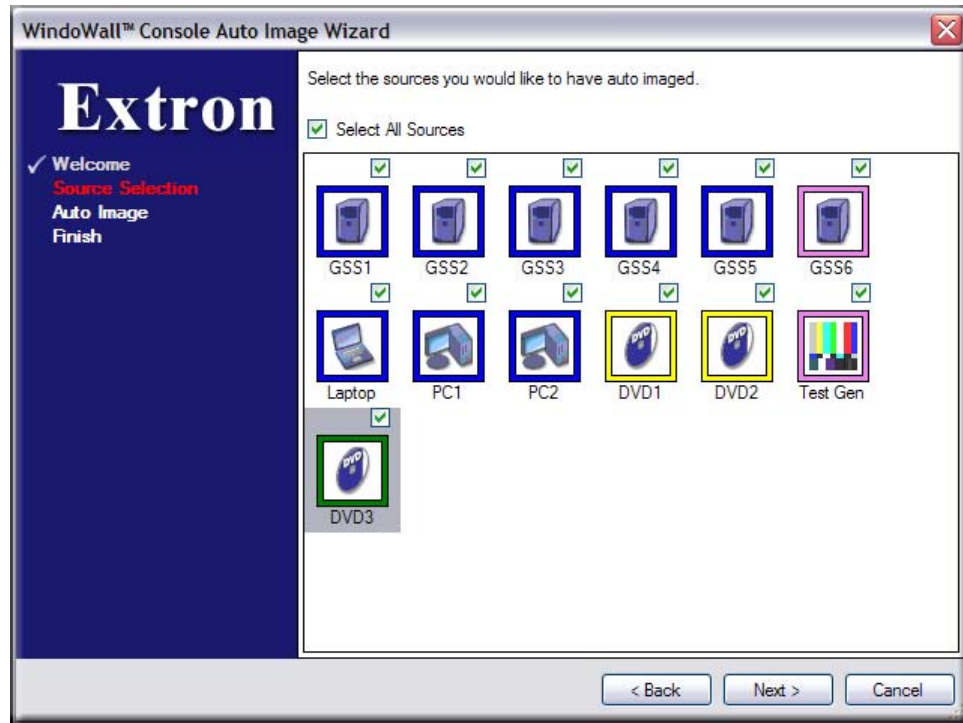 WindoWall™ Console Auto Image Wizard
Extron
Welcome
Source Selection
Auto Image
Finish
Select the sources you would like to have auto imaged.
Select All Sources
GSS1 GSS2 GSS3 GSS4 GSS5 GSS6
Laptop PC1 PC2 DVD1 DVD2 Test Gen
DVD3
< Back Next > Cancel